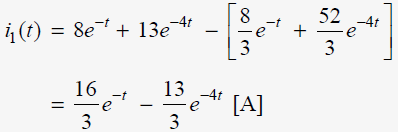 i₁(t) = 8e⁻ᵗ + 13e⁻⁴ᵗ − [8/3 e⁻ᵗ + 52/3 e⁻⁴ᵗ]
= 16/3 e⁻ᵗ − 13/3 e⁻⁴ᵗ [A]